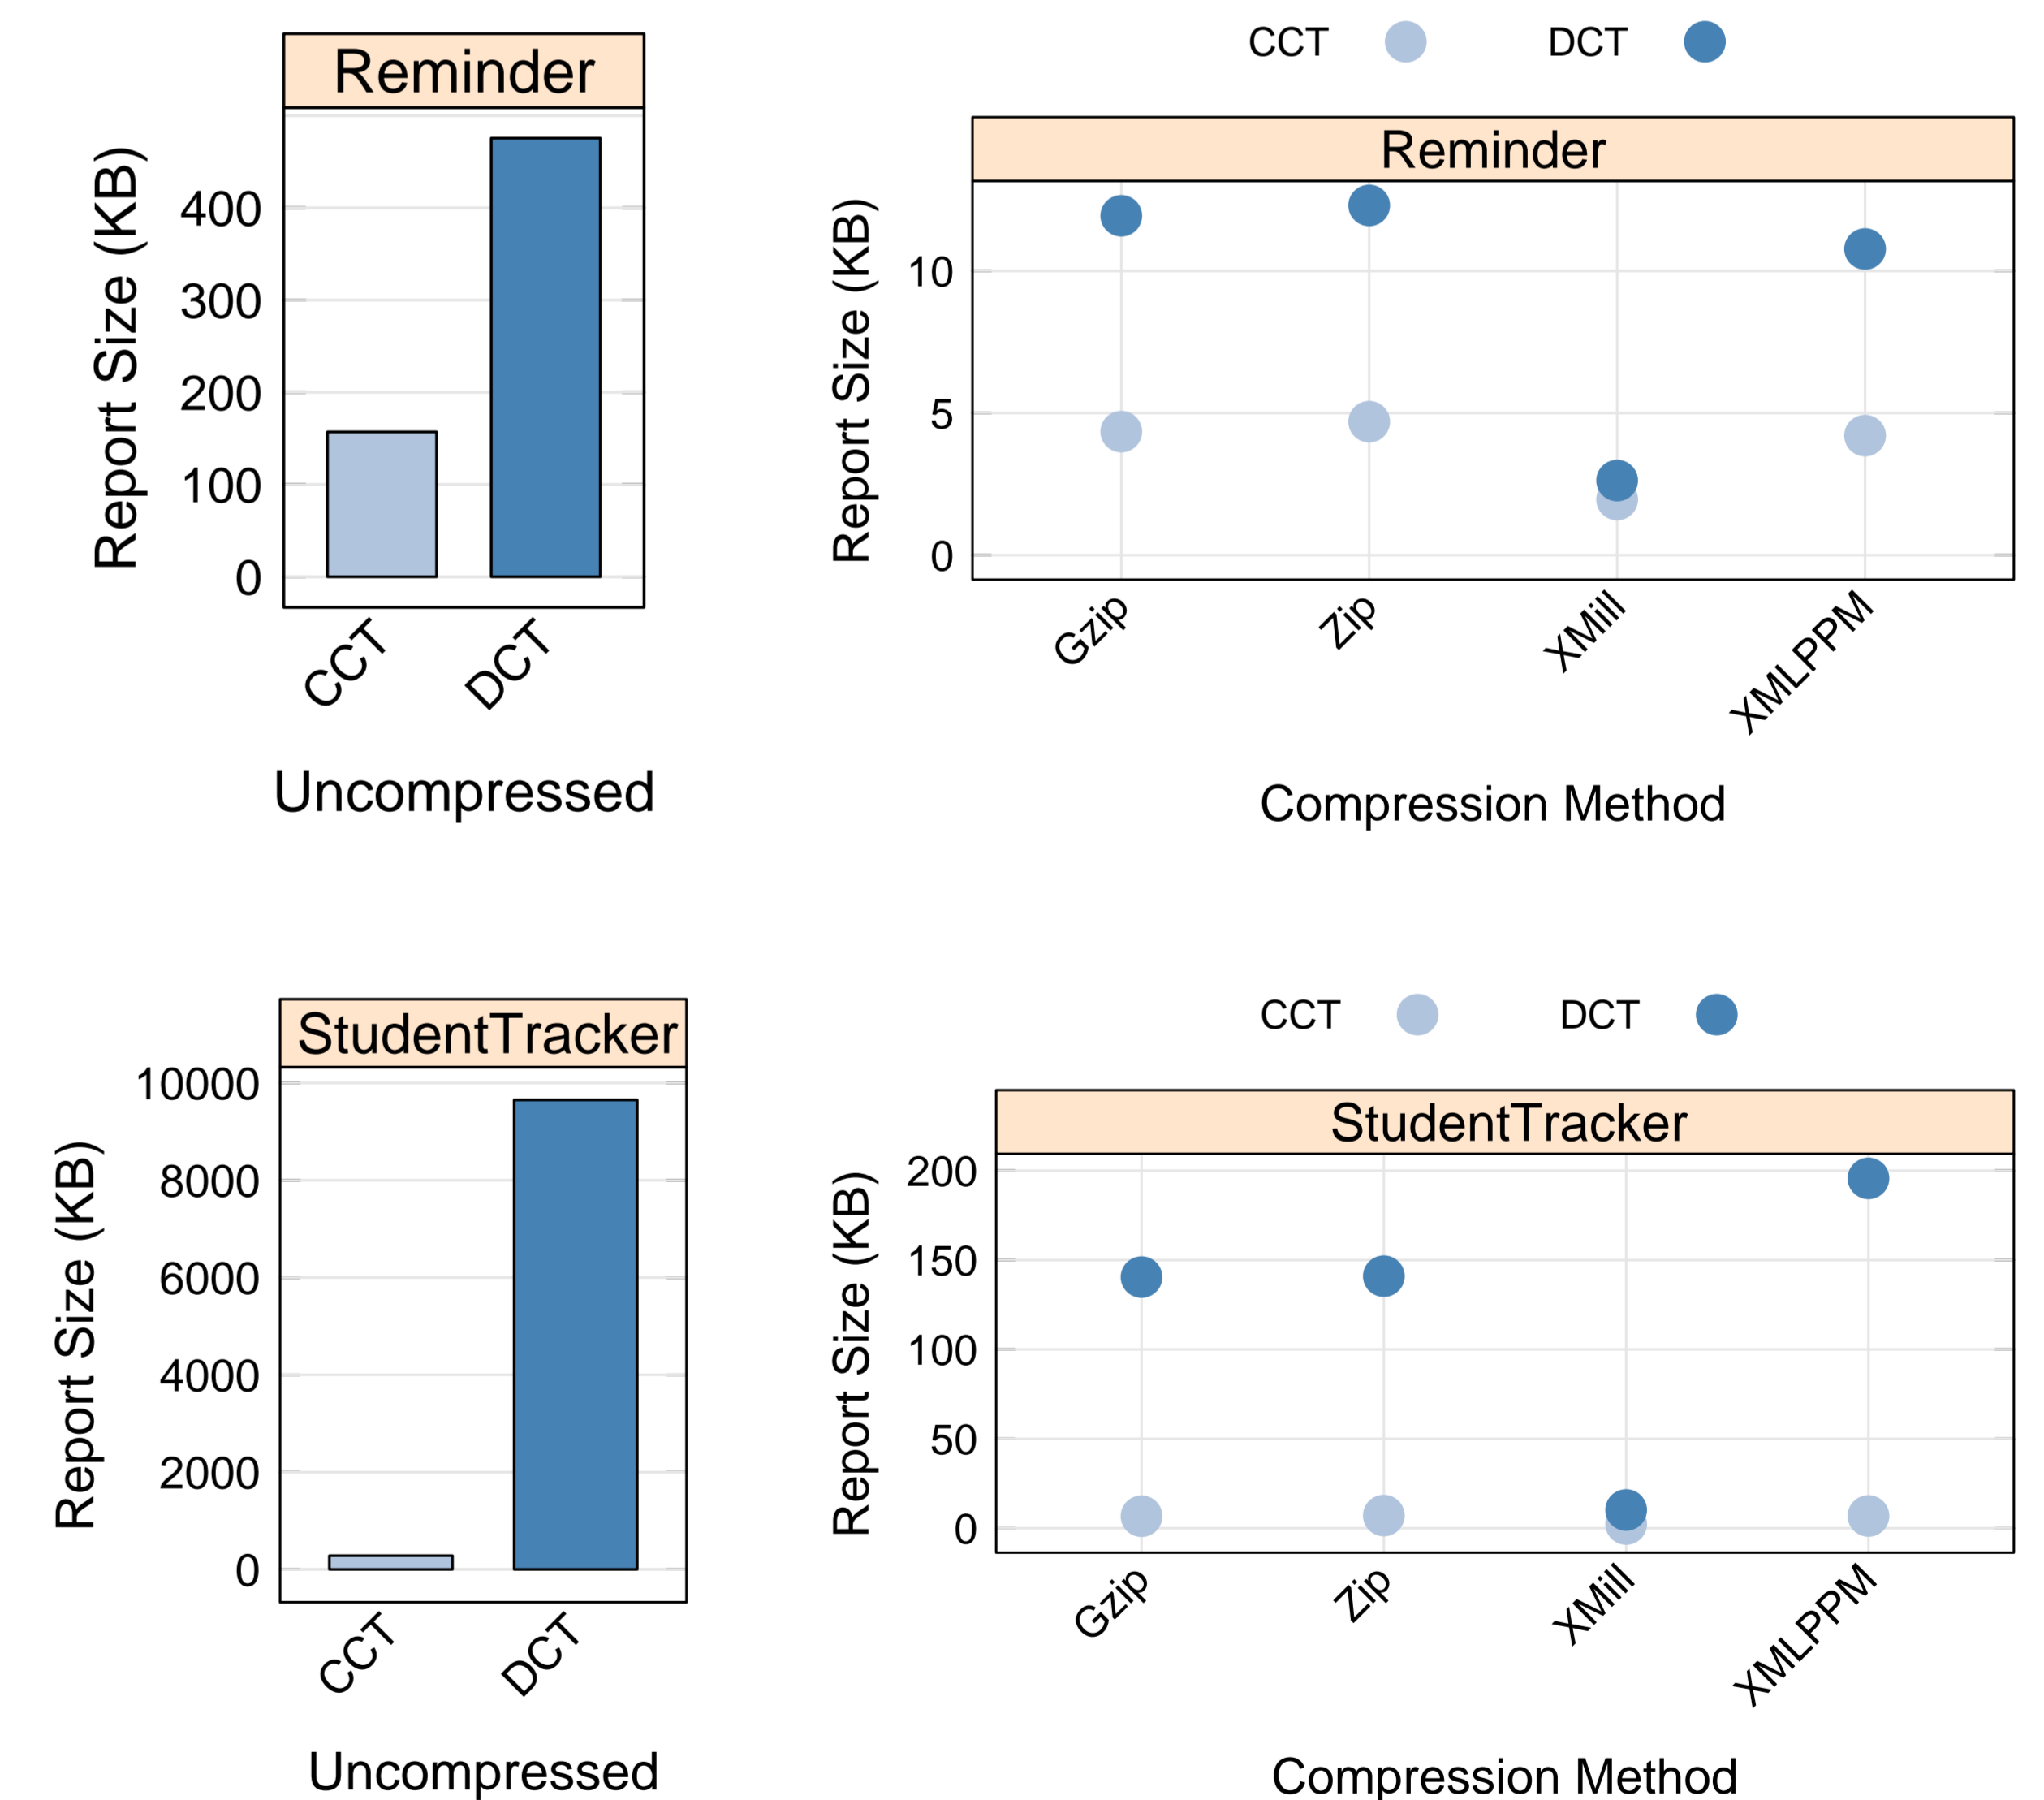 Reminder
Report Size (KB)
400
300
200
100
0
CCT
DCT
Uncompressed
CCT DCT
Reminder
Report Size (KB)
10
5
0
Gzip
Zip
XMill
XMLPPM
Compression Method
StudentTracker
Report Size (KB)
10000
8000
6000
4000
2000
0
CCT
DCT
Uncompressed
CCT DCT
StudentTracker
Report Size (KB)
200
150
100
50
0
Gzip
Zip
XMill
XMLPPM
Compression Method